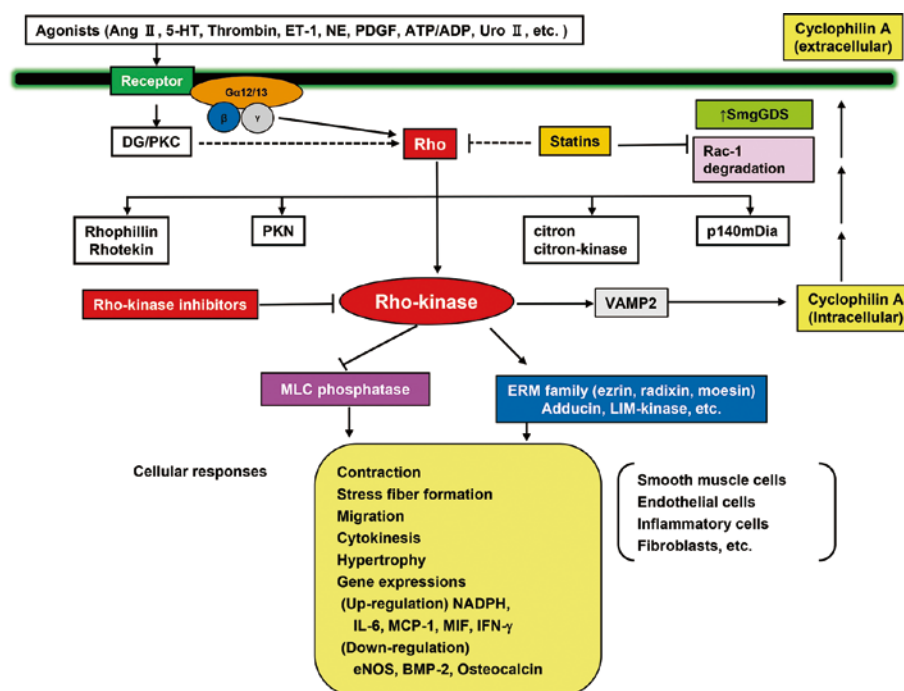 Agonists (Ang Ⅱ, 5-HT, Thrombin, ET-1, NE, PDGF, ATP/ADP, Uro Ⅱ, etc. )
Cyclophilin A
(extracellular)
Receptor
Gα12/13
β
γ
DG/PKC
Rho
Statins
↑SmgGDS
Rac-1
degradation
Rhophillin
Rhotekin
PKN
citron
citron-kinase
p140mDia
Rho-kinase inhibitors
Rho-kinase
VAMP2
Cyclophilin A
(Intracellular)
MLC phosphatase
ERM family (ezrin, radixin, moesin)
Adducin, LIM-kinase, etc.
Cellular responses
Contraction
Stress fiber formation
Migration
Cytokinesis
Hypertrophy
Gene expressions
(Up-regulation) NADPH,
IL-6, MCP-1, MIF, IFN-γ
(Down-regulation)
eNOS, BMP-2, Osteocalcin
Smooth muscle cells
Endothelial cells
Inflammatory cells
Fibroblasts, etc.